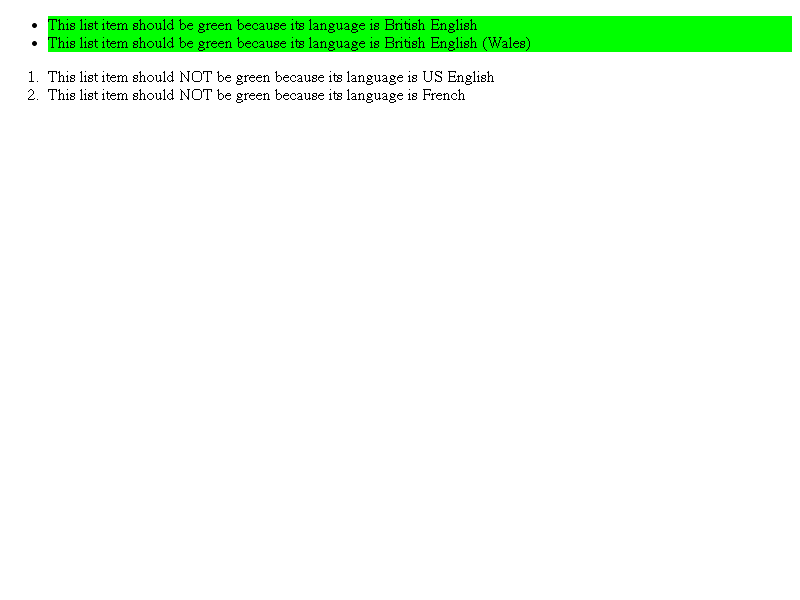 • This list item should be green because its language is British English
• This list item should be green because its language is British English (Wales)
1. This list item should NOT be green because its language is US English
2. This list item should NOT be green because its language is French